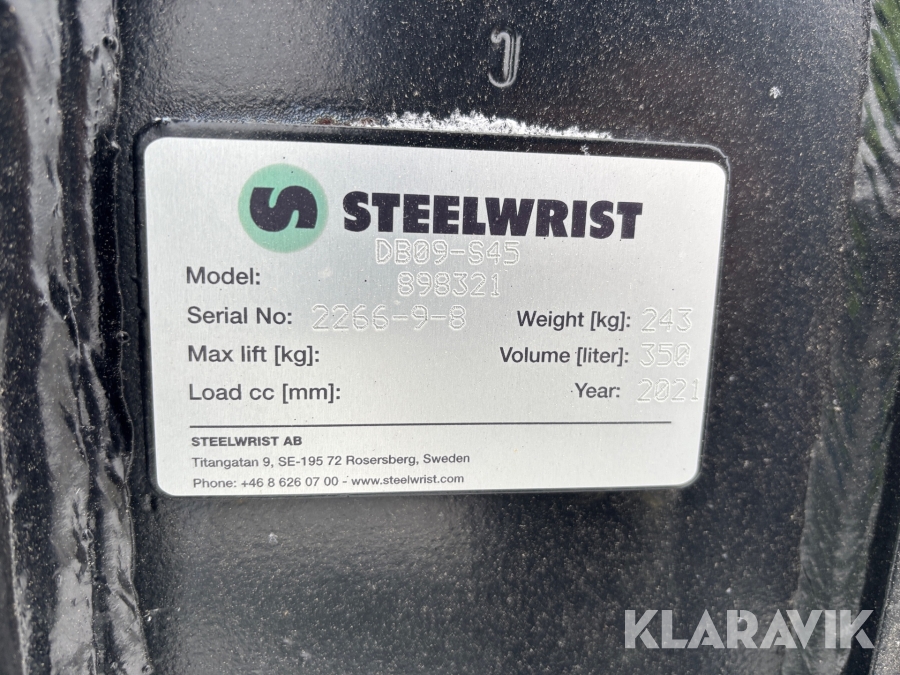 STEELWRIST
DB09-S45
Model: 898321
Serial No: 2266-9-8 Weight [kg]: 243
Max lift [kg]: Volume [liter]: 350
Load cc [mm]: Year: 2021
STEELWRIST AB
Titangatan 9, SE-195 72 Rosersberg, Sweden
Phone: +46 8 626 07 00 - www.steelwrist.com
KLARAVIK